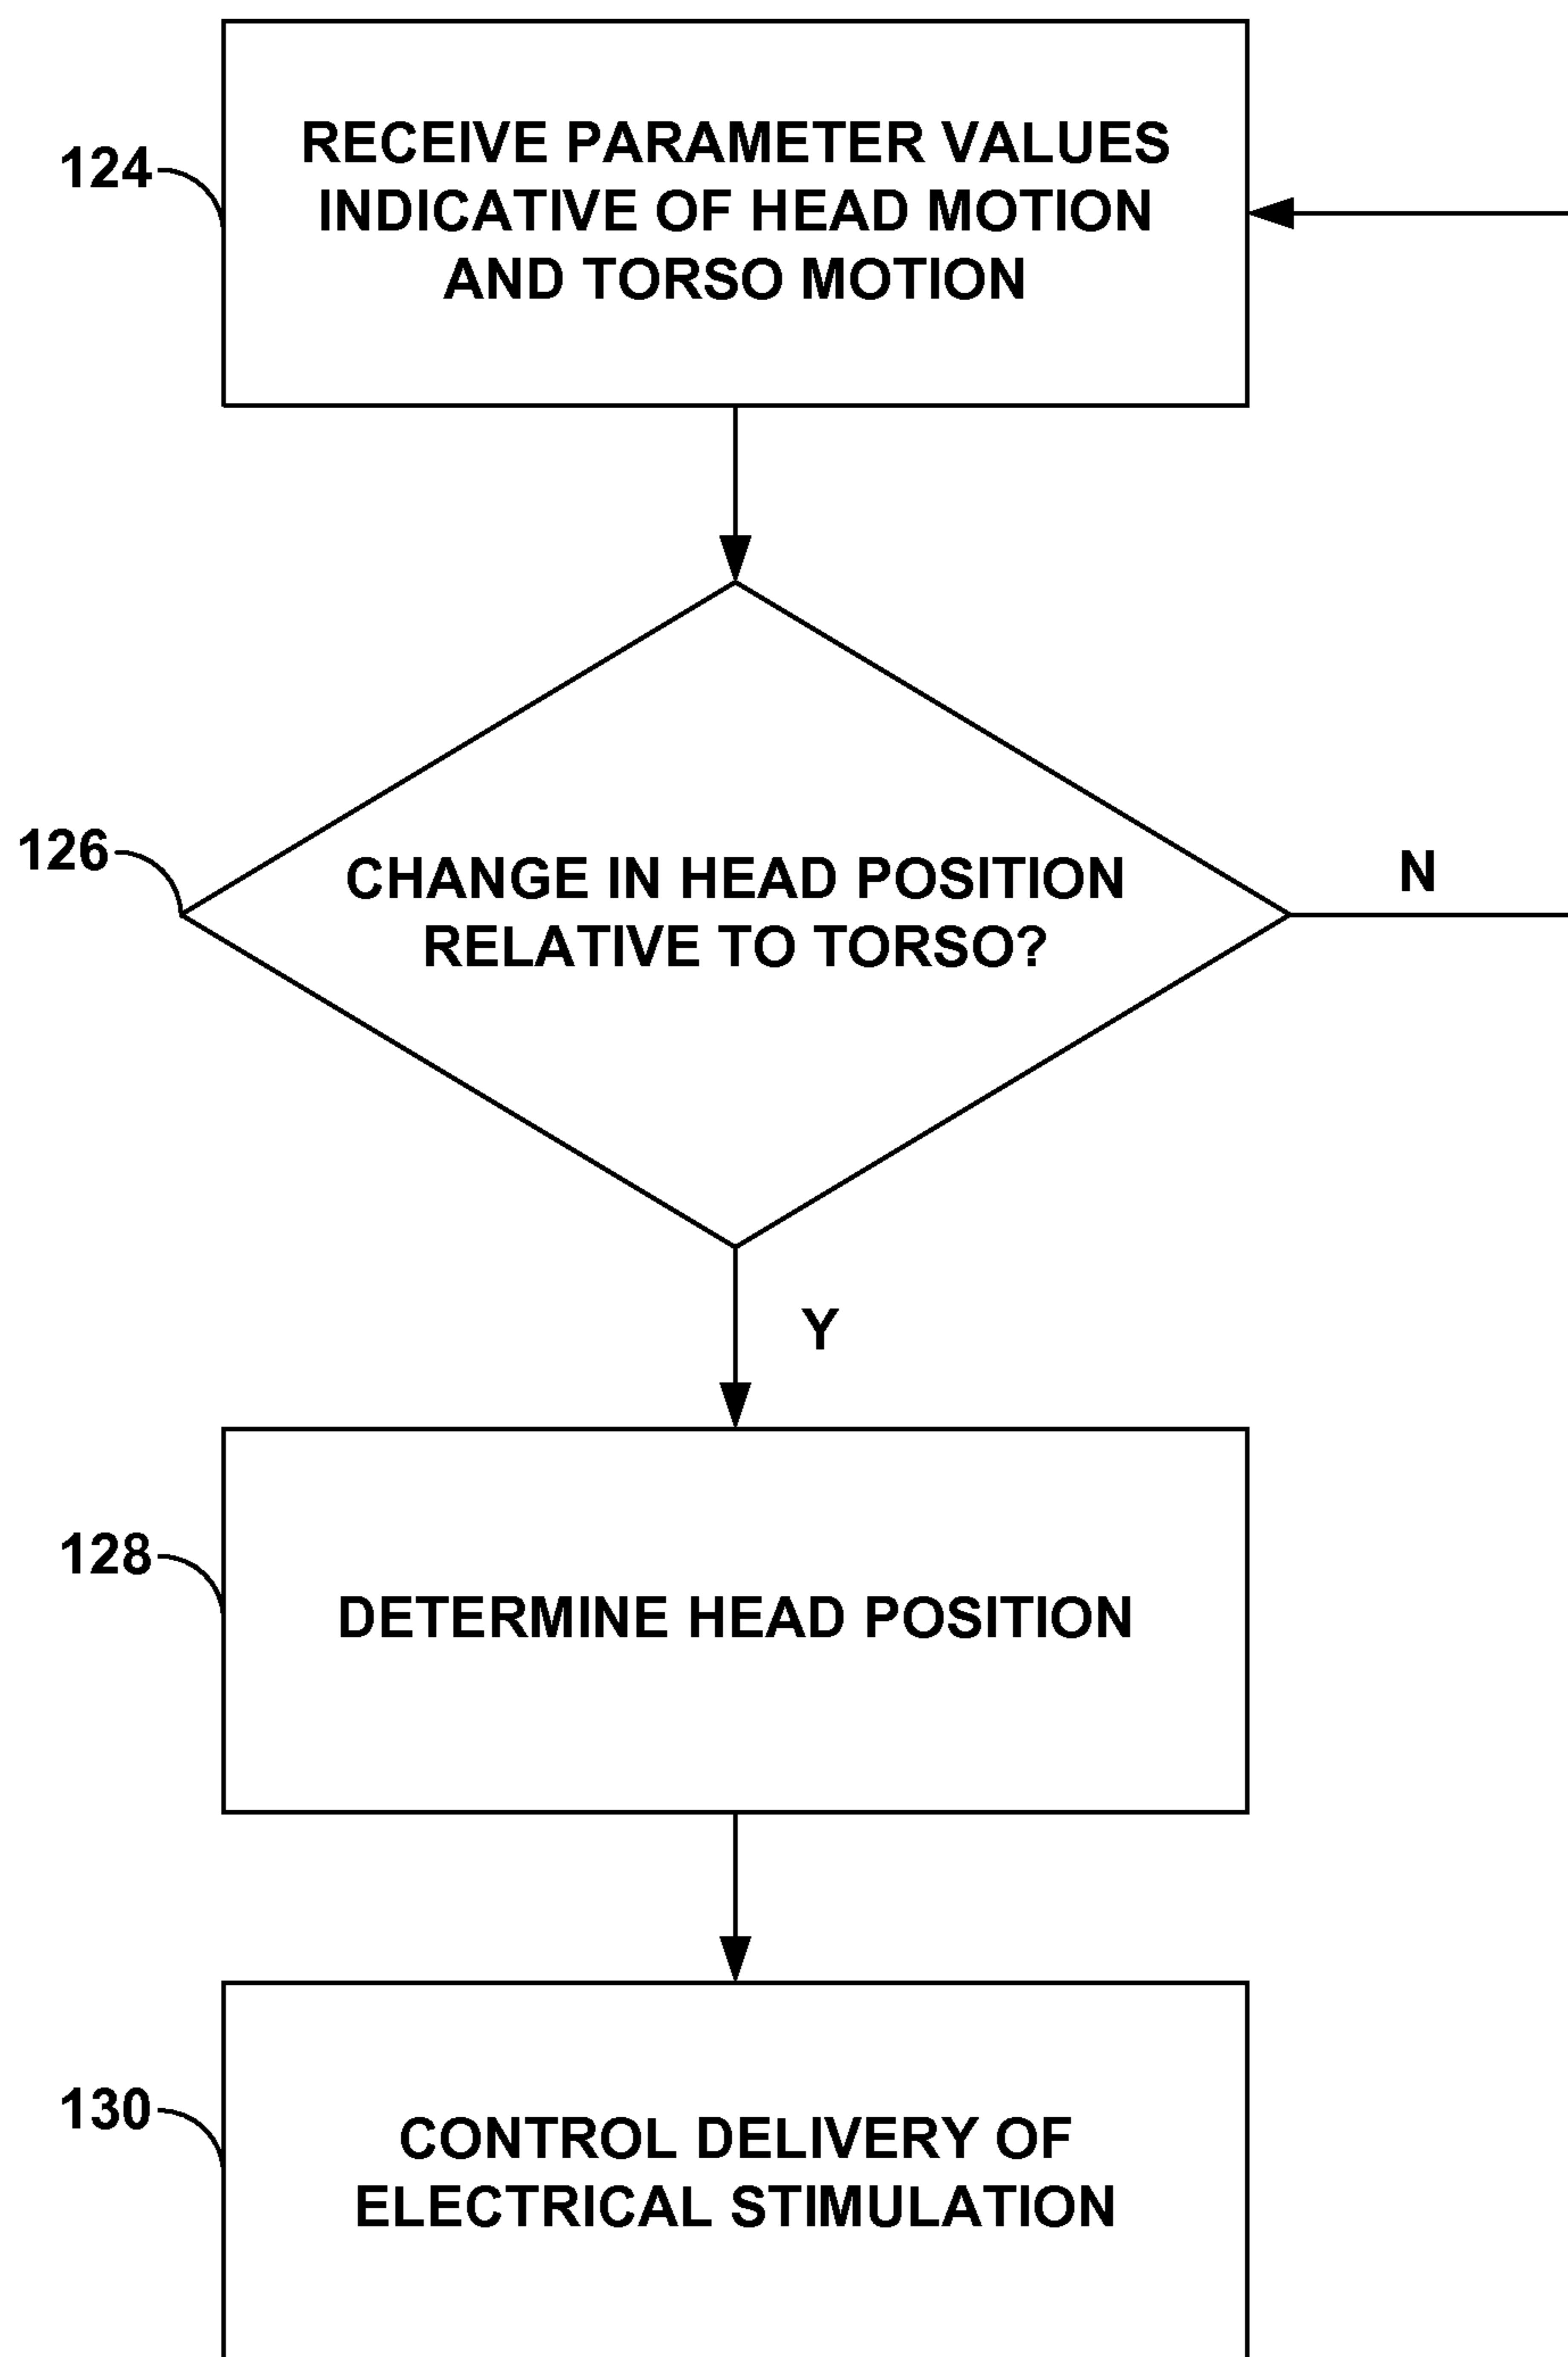 124
RECEIVE PARAMETER VALUES
INDICATIVE OF HEAD MOTION
AND TORSO MOTION
126
CHANGE IN HEAD POSITION
RELATIVE TO TORSO?
N
Y
128
DETERMINE HEAD POSITION
130
CONTROL DELIVERY OF
ELECTRICAL STIMULATION